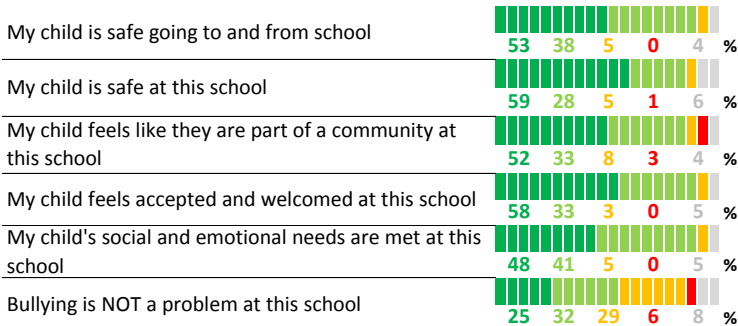 My child is safe going to and from school
53 38 5 0 4 %
My child is safe at this school
59 28 5 1 6 %
My child feels like they are part of a community at
this school
52 33 8 3 4 %
My child feels accepted and welcomed at this school
58 33 3 0 5 %
My child's social and emotional needs are met at this
school
48 41 5 0 5 %
Bullying is NOT a problem at this school
25 32 29 6 8 %